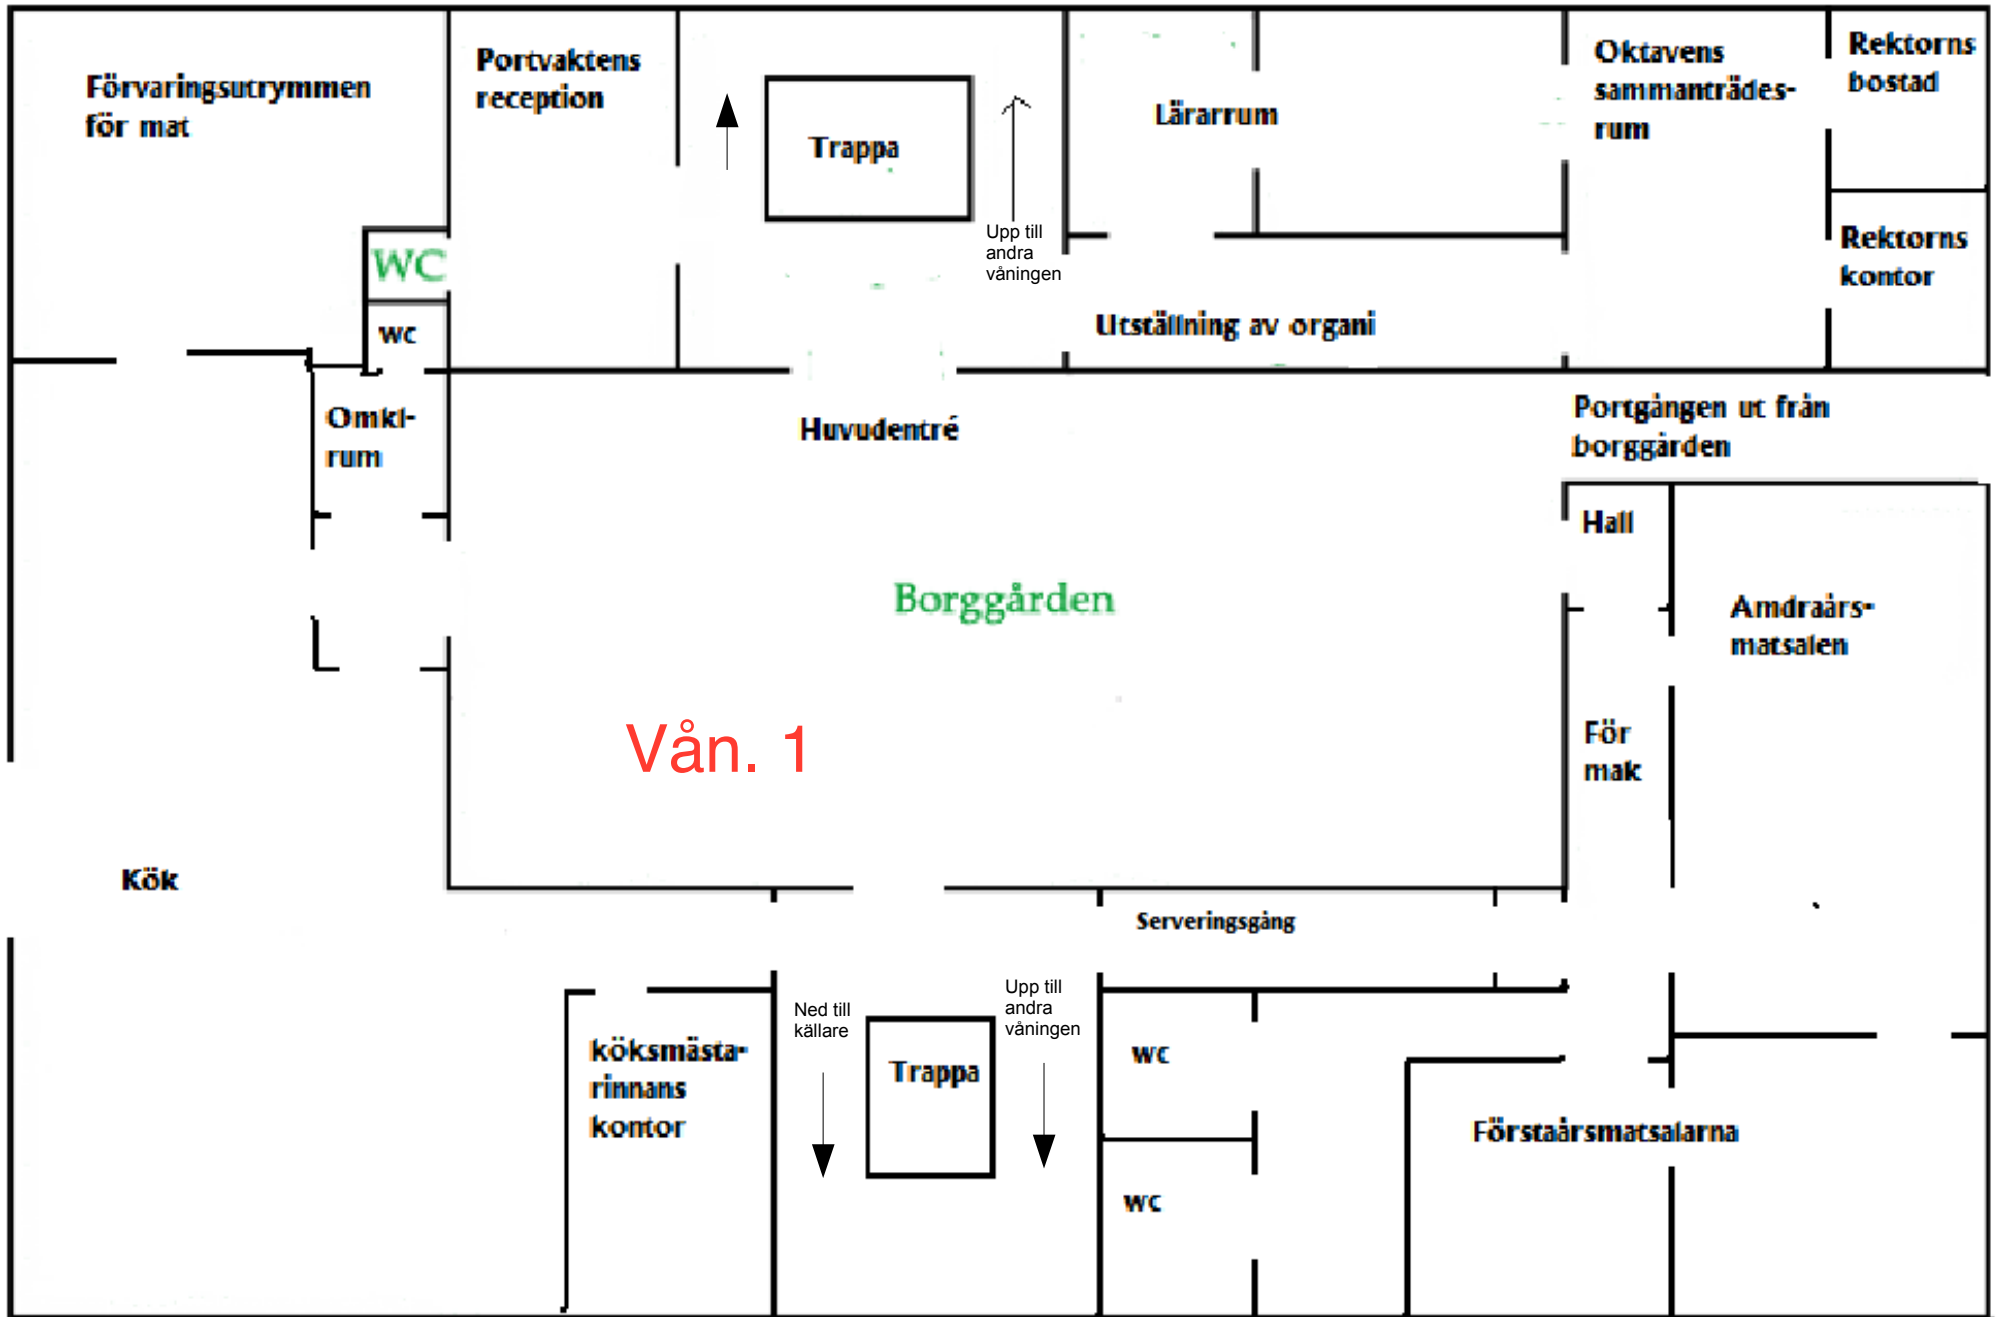 Förvaringsutrymmen
för mat
Portvaktens
reception
Trappa
Upp till
andra
våningen
Lärarrum
Oktavens
sammanträdes-
rum
Rektorns
bostad
Rektorns
kontor
WC
wc
Utställning av organi
Omkl-
rum
Huvudentré
Portgången ut från
borggården
Hall
Borggården
Amdraårs-
matsalen
Vån. 1
För
mak
Kök
Serveringsgång
köksmästa-
rinnans
kontor
Ned till
källare
Trappa
Upp till
andra
våningen
wc
wc
Förstaårsmatsalarna